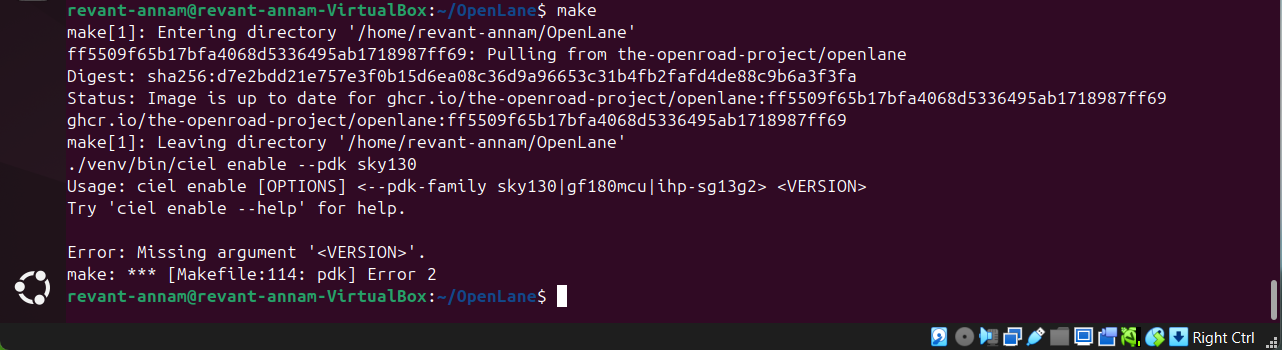 revant-annam@revant-annam-VirtualBox:~/OpenLane$ make
make[1]: Entering directory '/home/revant-annam/OpenLane'
ff5509f65b17bfa4068d5336495ab1718987ff69: Pulling from the-openroad-project/openlane
Digest: sha256:d7e2bdd21e757e3f0b15d6ea08c36d9a96653c31b4fb2fafd4de88c9b6a3f3fa
Status: Image is up to date for ghcr.io/the-openroad-project/openlane:ff5509f65b17bfa4068d5336495ab1718987ff69
ghcr.io/the-openroad-project/openlane:ff5509f65b17bfa4068d5336495ab1718987ff69
make[1]: Leaving directory '/home/revant-annam/OpenLane'
./venv/bin/ciel enable --pdk sky130
Usage: ciel enable [OPTIONS] <--pdk-family sky130|gf180mcu|ihp-sg13g2> <VERSION>
Try 'ciel enable --help' for help.
Error: Missing argument '<VERSION>'.
make: *** [Makefile:114: pdk] Error 2
revant-annam@revant-annam-VirtualBox:~/OpenLane$
Right Ctrl